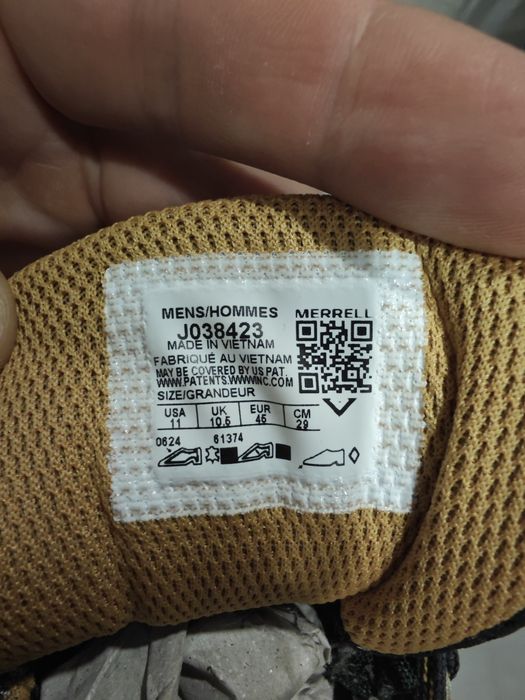 MENS/HOMMES
MERRELL
J038423
MADE IN VIETNAM
FABRIQUÉ AU VIETNAM
MAY BE COVERED BY US PAT.
WWW.PATENTS.WWWINC.COM
SIZE/GRANDEUR
USA UK EUR CM
11 10.5 45 29
0624 61374